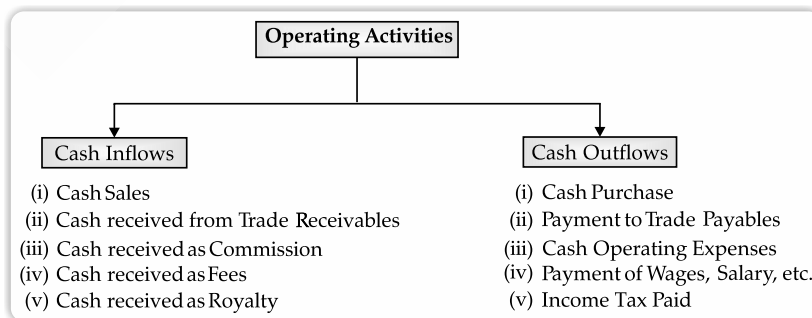 Operating Activities
Cash Inflows
(i) Cash Sales
(ii) Cash received from Trade Receivables
(iii) Cash received as Commission
(iv) Cash received as Fees
(v) Cash received as Royalty
Cash Outflows
(i) Cash Purchase
(ii) Payment to Trade Payables
(iii) Cash Operating Expenses
(iv) Payment of Wages, Salary, etc.
(v) Income Tax Paid